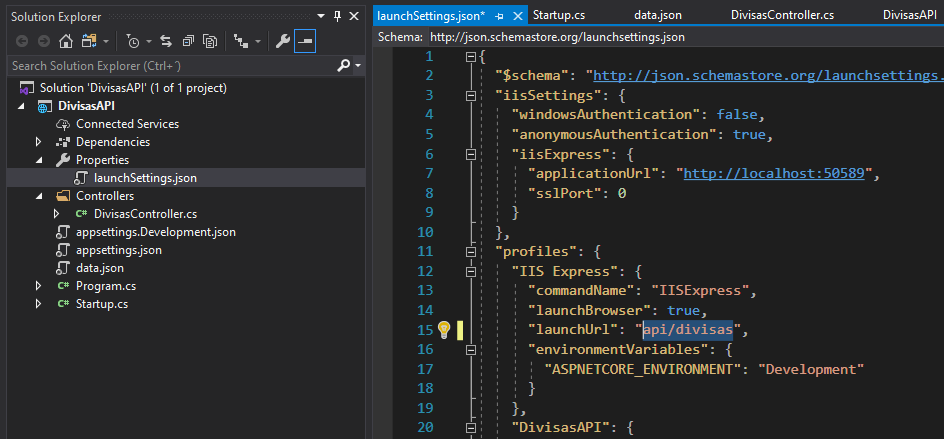 Solution Explorer
Search Solution Explorer (Ctrl+´)
Solution 'DivisasAPI' (1 of 1 project)
DivisasAPI
Connected Services
Dependencies
Properties
launchSettings.json
Controllers
C# DivisasController.cs
appsettings.Development.json
appsettings.json
data.json
C# Program.cs
C# Startup.cs
launchSettings.json* Startup.cs data.json DivisasController.cs DivisasAPI
Schema: http://json.schemastore.org/launchsettings.json
1 {
2 "$schema": "http://json.schemastore.org/launchsettings.
3 "iisSettings": {
4 "windowsAuthentication": false,
5 "anonymousAuthentication": true,
6 "iisExpress": {
7 "applicationUrl": "http://localhost:50589",
8 "sslPort": 0
9 }
10 },
11 "profiles": {
12 "IIS Express": {
13 "commandName": "IISExpress",
14 "launchBrowser": true,
15 "launchUrl": "api/divisas",
16 "environmentVariables": {
17 "ASPNETCORE_ENVIRONMENT": "Development"
18 }
19 },
20 "DivisasAPI": {